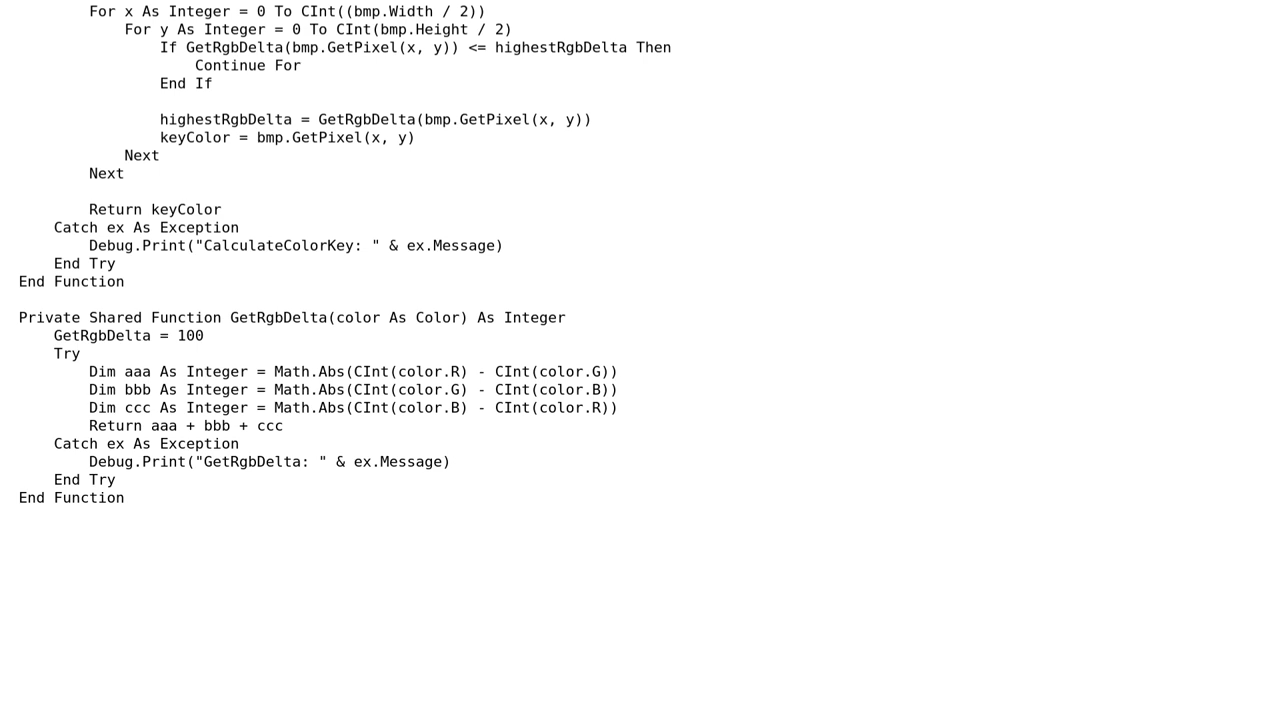 For x As Integer = 0 To CInt((bmp.Width / 2))
For y As Integer = 0 To CInt(bmp.Height / 2)
If GetRgbDelta(bmp.GetPixel(x, y)) <= highestRgbDelta Then
Continue For
End If
highestRgbDelta = GetRgbDelta(bmp.GetPixel(x, y))
keyColor = bmp.GetPixel(x, y)
Next
Next
Return keyColor
Catch ex As Exception
Debug.Print("CalculateColorKey: " & ex.Message)
End Try
End Function
Private Shared Function GetRgbDelta(color As Color) As Integer
GetRgbDelta = 100
Try
Dim aaa As Integer = Math.Abs(CInt(color.R) - CInt(color.G))
Dim bbb As Integer = Math.Abs(CInt(color.G) - CInt(color.B))
Dim ccc As Integer = Math.Abs(CInt(color.B) - CInt(color.R))
Return aaa + bbb + ccc
Catch ex As Exception
Debug.Print("GetRgbDelta: " & ex.Message)
End Try
End Function